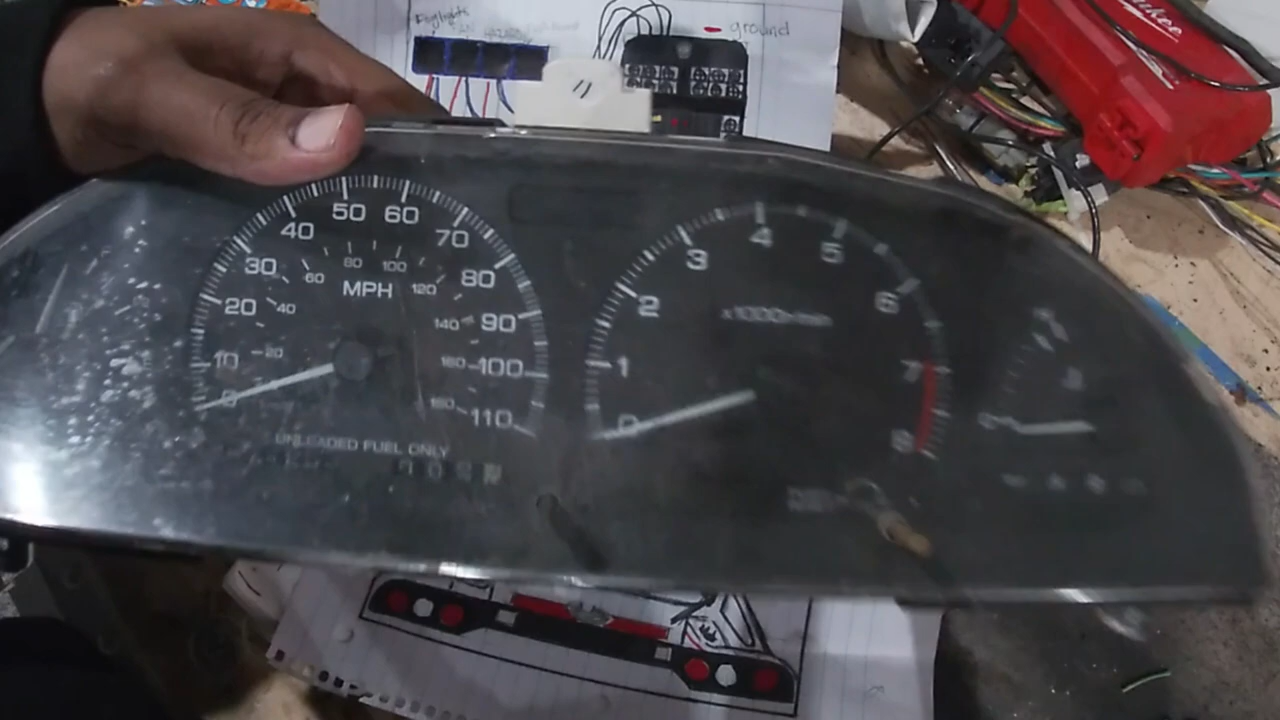 Foglights
ground
Milwaukee
50 60
40 70
30 80
20 90
10 100
0 110
80 100
60 120
40 140
20 160
MPH
UNLEADED FUEL ONLY
4
3 5
2 6
1 7
0 8
x1000r/min